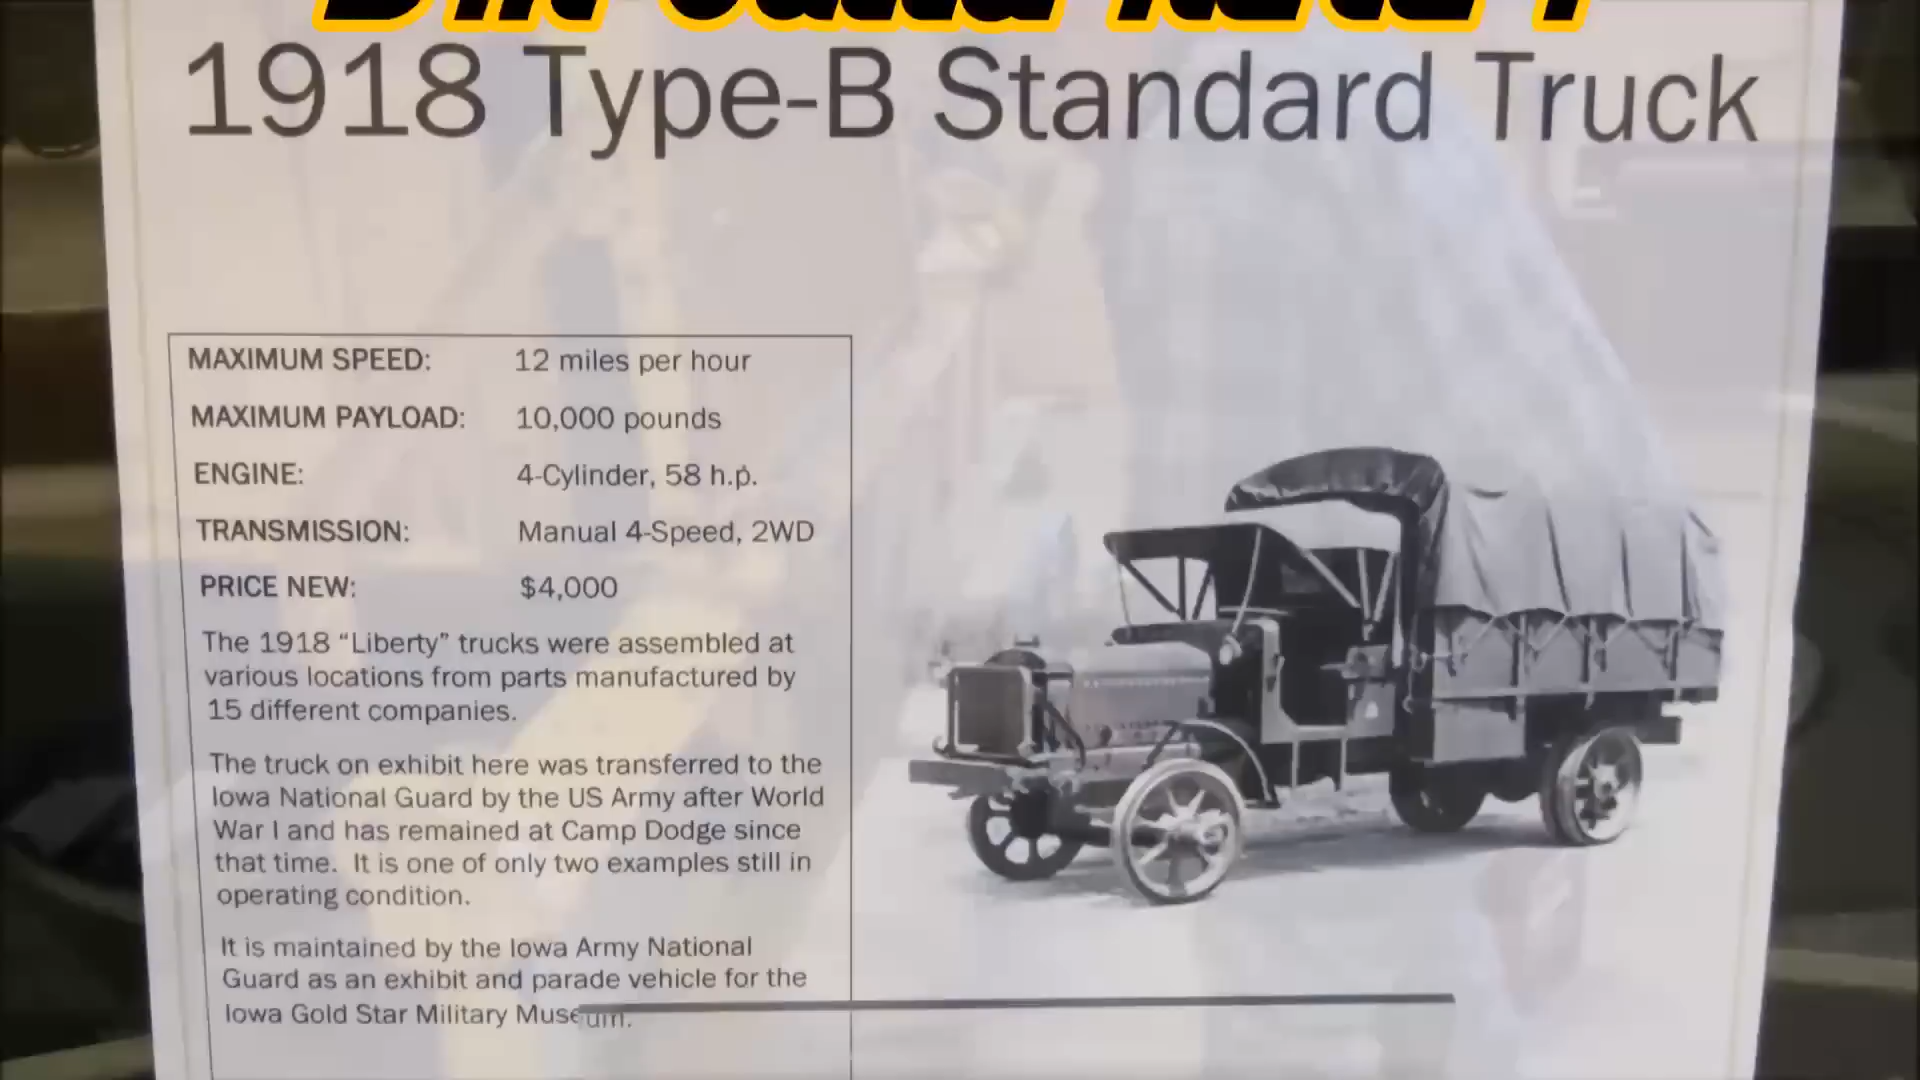 1918 Type-B Standard Truck
MAXIMUM SPEED: 12 miles per hour
MAXIMUM PAYLOAD: 10,000 pounds
ENGINE: 4-Cylinder, 58 h.p.
TRANSMISSION: Manual 4-Speed, 2WD
PRICE NEW: $4,000
The 1918 “Liberty” trucks were assembled at
various locations from parts manufactured by
15 different companies.
The truck on exhibit here was transferred to the
Iowa National Guard by the US Army after World
War I and has remained at Camp Dodge since
that time. It is one of only two examples still in
operating condition.
It is maintained by the Iowa Army National
Guard as an exhibit and parade vehicle for the
Iowa Gold Star Military Museum.